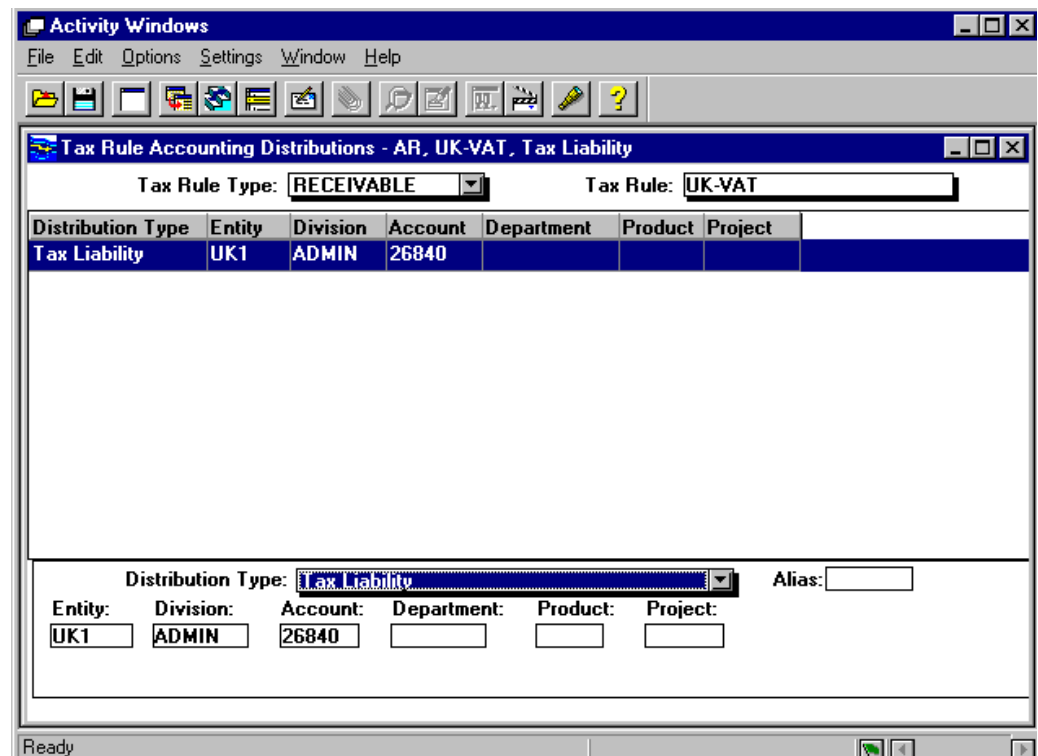 Activity Windows
File Edit Options Settings Window Help
Tax Rule Accounting Distributions - AR, UK-VAT, Tax Liability
Tax Rule Type: RECEIVABLE Tax Rule: UK-VAT
Distribution Type Entity Division Account Department Product Project
Tax Liability UK1 ADMIN 26840
Distribution Type: Tax Liability Alias:
Entity: Division: Account: Department: Product: Project:
UK1 ADMIN 26840
Ready